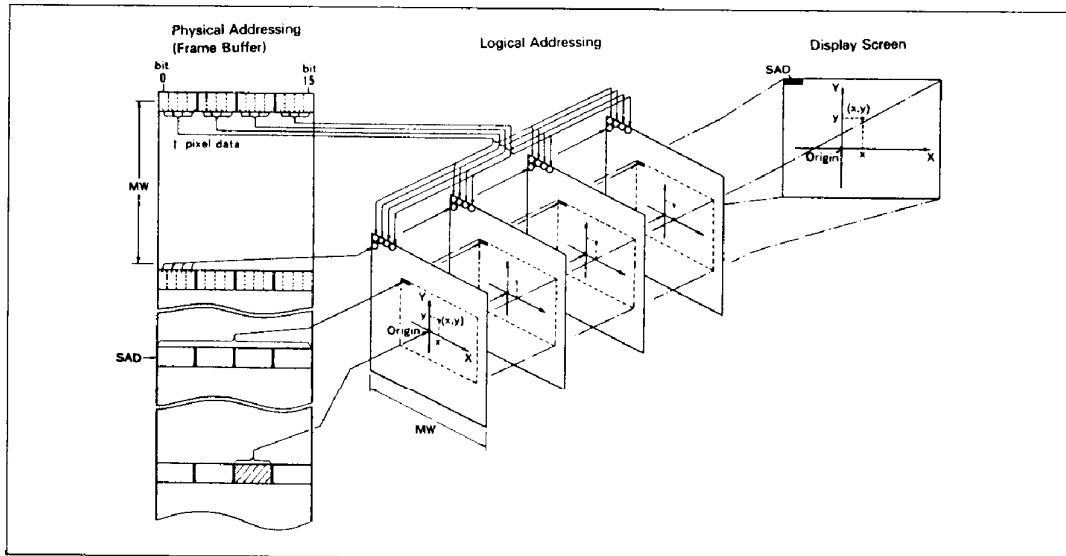 Physical Addressing
(Frame Buffer)
Logical Addressing
Display Screen
bit
0
bit
15
1 pixel data
MW
SAD
Origin
Y
y
(x,y)
x
X
MW
SAD
Y
y
(x,y)
Origin
x
X